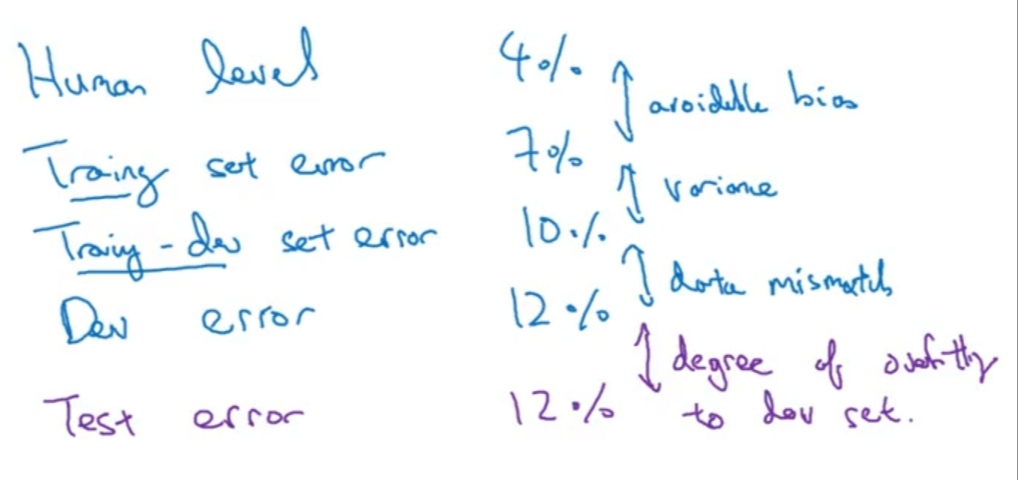 Human level 4%
avoidable bias
Training set error 7%
variance
Training-dev set error 10%
data mismatch
Dev error 12%
degree of overfitting
Test error 12% to dev set.